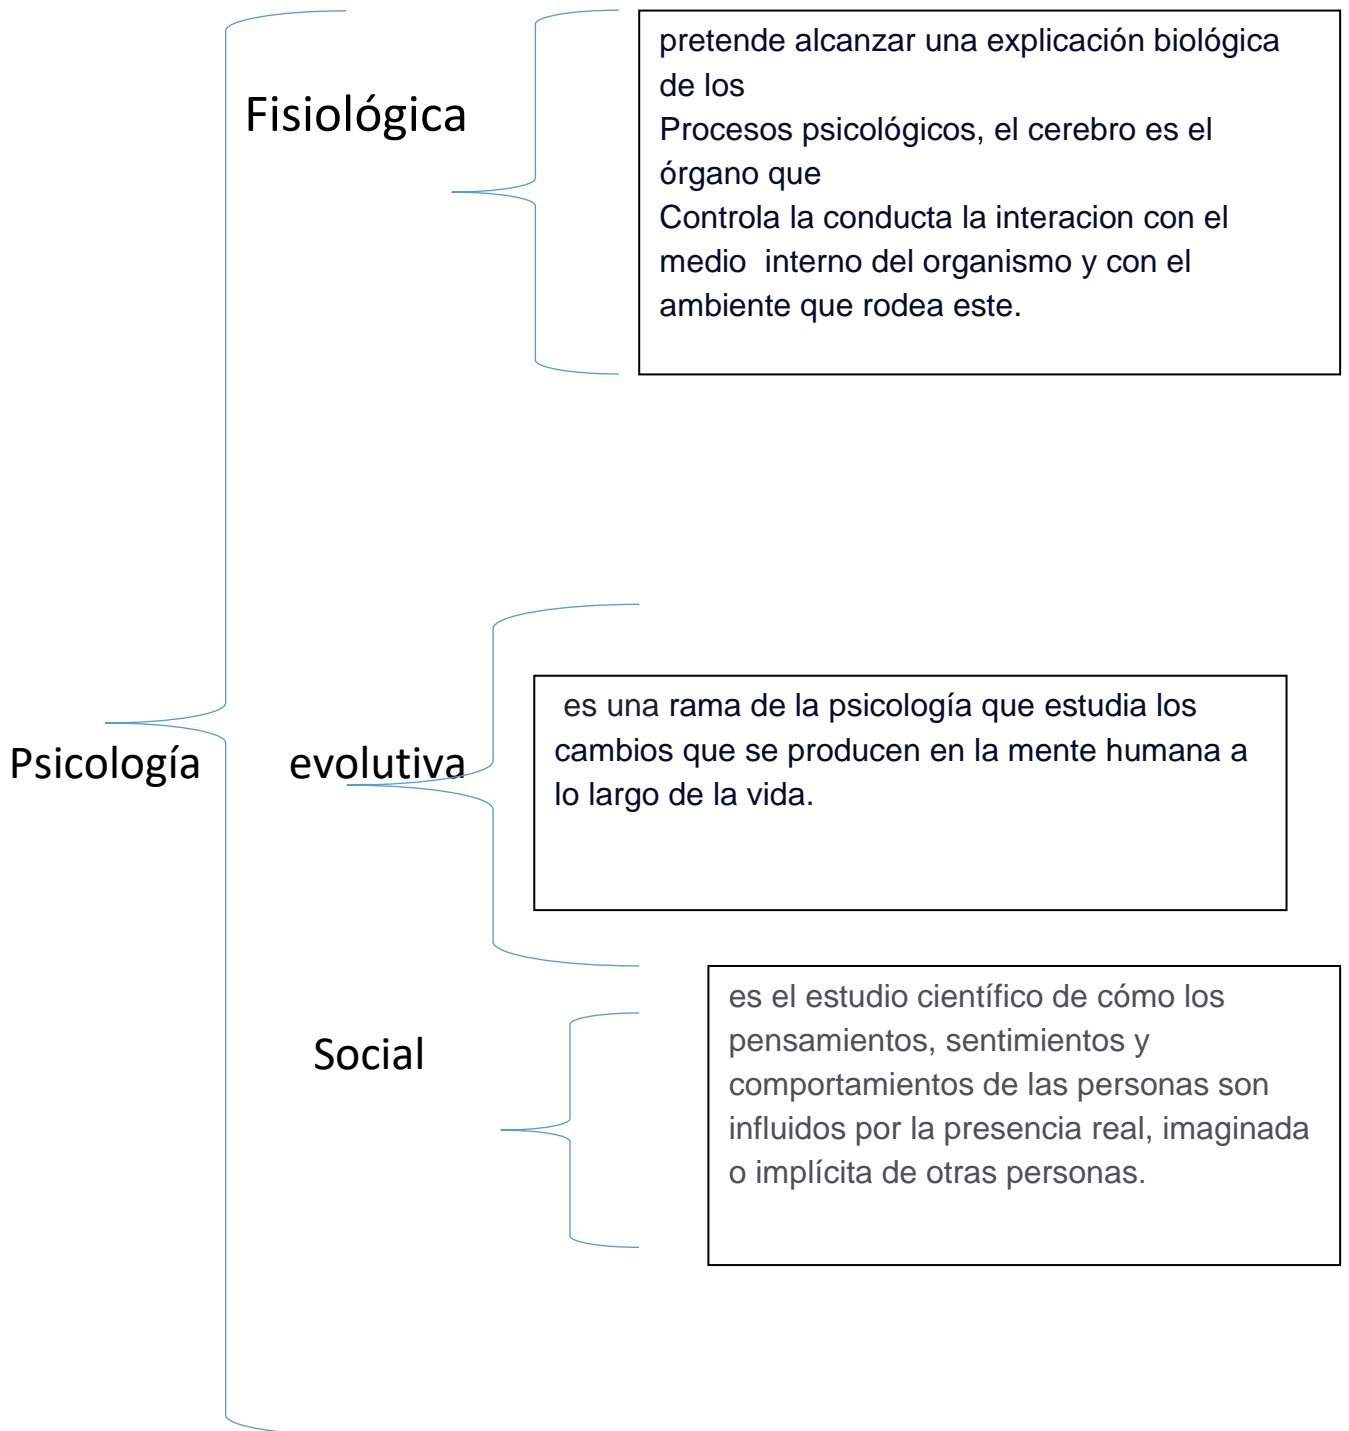 Fisiológica
pretende alcanzar una explicación biológica
de los
Procesos psicológicos, el cerebro es el
órgano que
Controla la conducta la interacion con el
medio  interno del organismo y con el
ambiente que rodea este.
Psicología
evolutiva
es una rama de la psicología que estudia los
cambios que se producen en la mente humana a
lo largo de la vida.
Social
es el estudio científico de cómo los
pensamientos, sentimientos y
comportamientos de las personas son
influidos por la presencia real, imaginada
o implícita de otras personas.